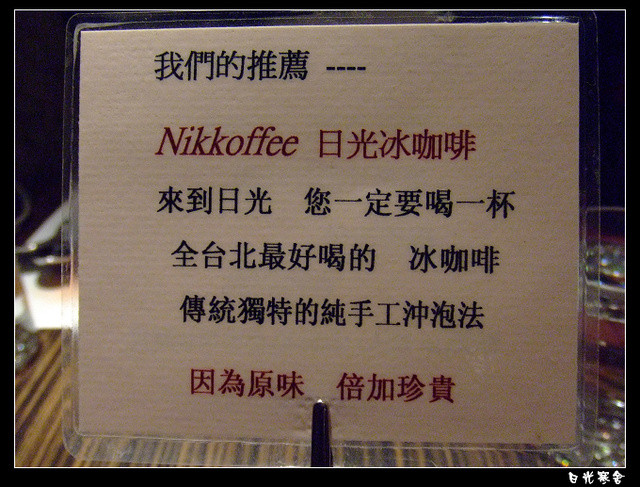 我們的推薦 ----
Nikkoffee 日光冰咖啡
來到日光 您一定要喝一杯
全台北最好喝的 冰咖啡
傳統獨特的純手工沖泡法
因為原味 倍加珍貴
日光寒舍